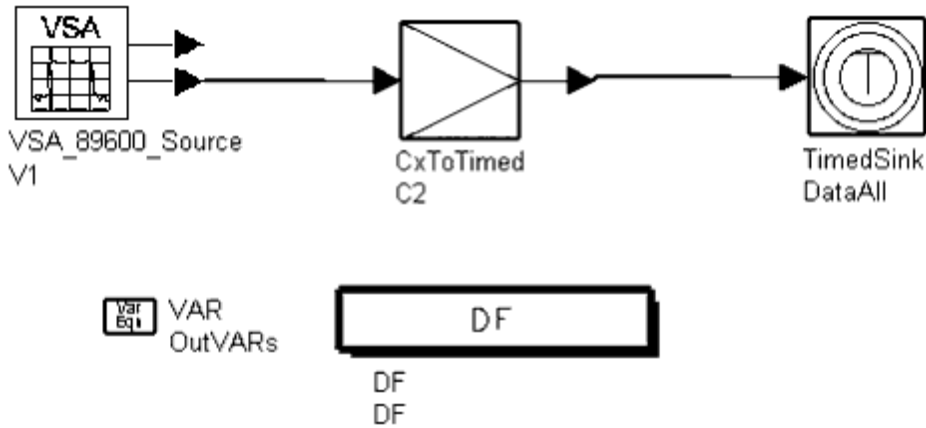 VSA
VSA_89600_Source
V1
CxToTimed
C2
T
TimedSink
DataAll
Var
Eqn
VAR
OutVARs
DF
DF
DF